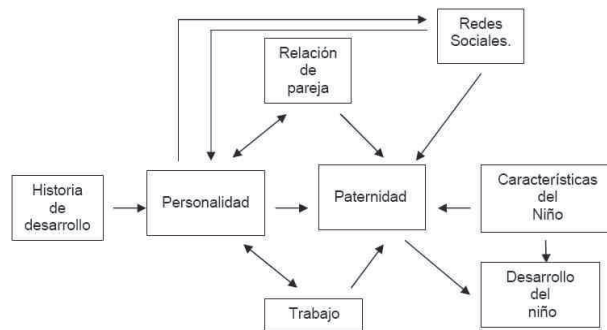 Redes
Sociales.
Relación
de
pareja
Historia
de
desarrollo
Personalidad
Paternidad
Características
del
Niño
Trabajo
Desarrollo
del
niño